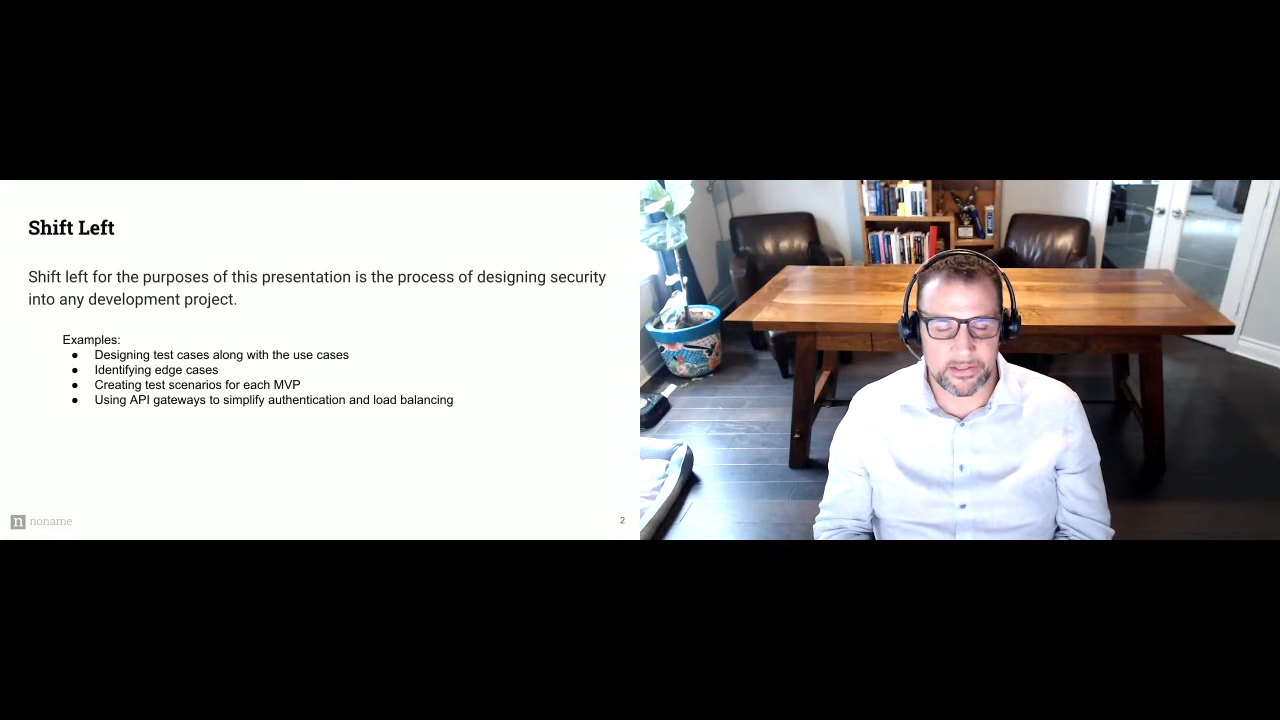 Shift Left
Shift left for the purposes of this presentation is the process of designing security
into any development project.
Examples:
● Designing test cases along with the use cases
● Identifying edge cases
● Creating test scenarios for each MVP
● Using API gateways to simplify authentication and load balancing
n noname
2